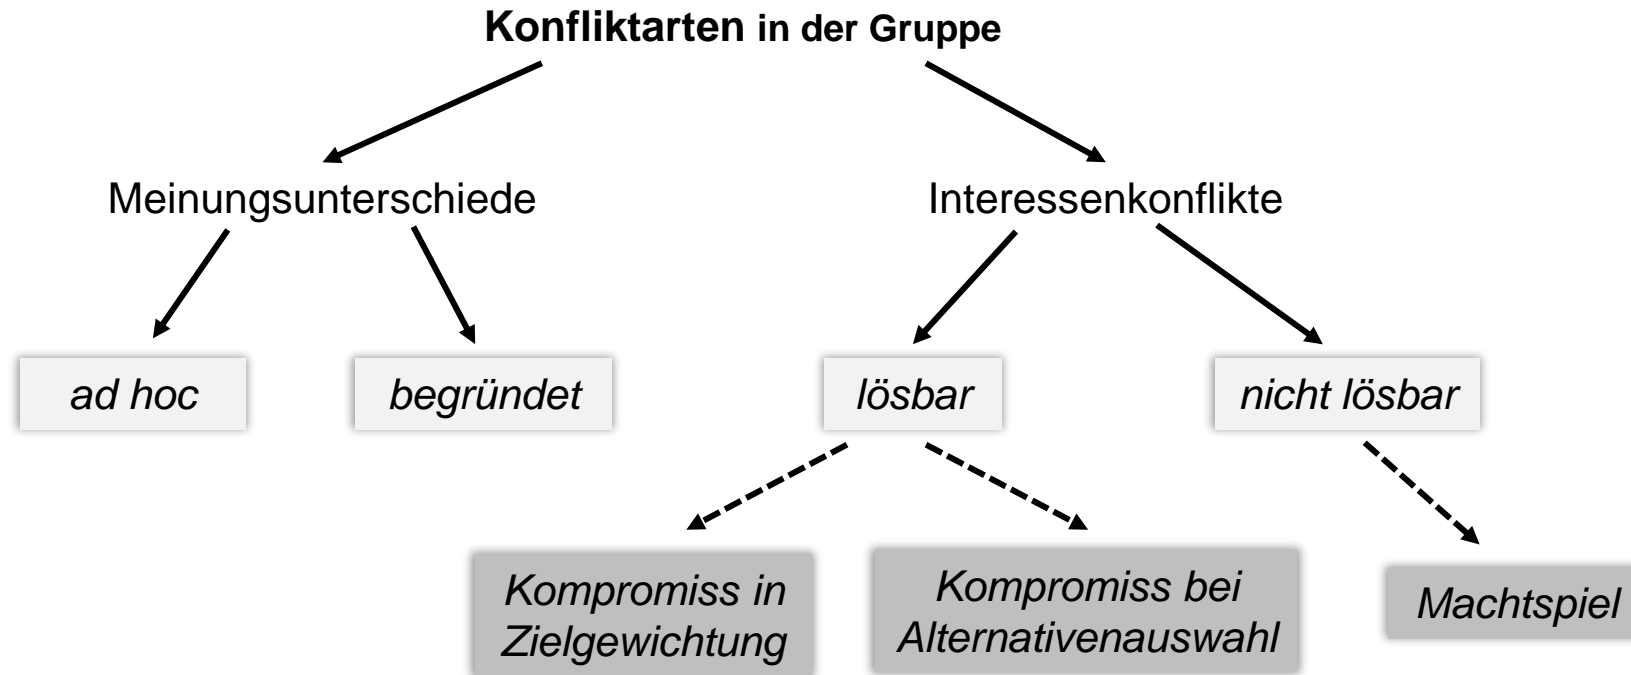 Konfliktarten in der Gruppe
Meinungsunterschiede
Interessenkonflikte
ad hoc
begründet
lösbar
nicht lösbar
Kompromiss in
Zielgewichtung
Kompromiss bei
Alternativenauswahl
Machtspiel